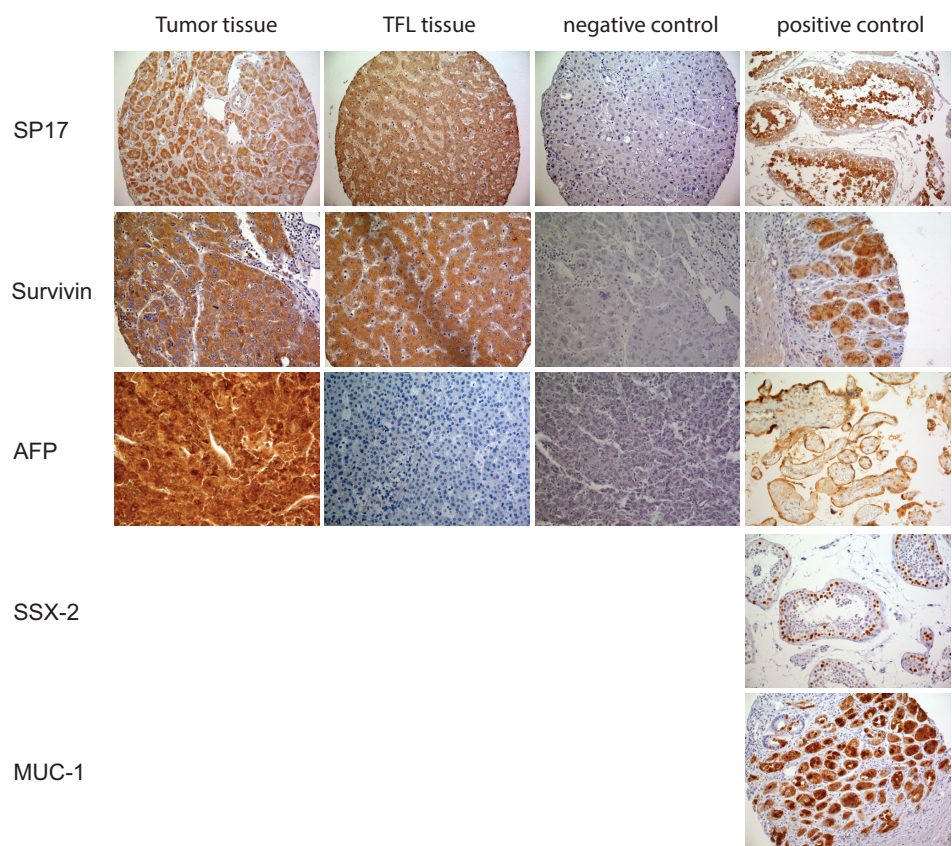 Tumor tissue TFL tissue negative control positive control
SP17
Survivin
AFP
SSX-2
MUC-1